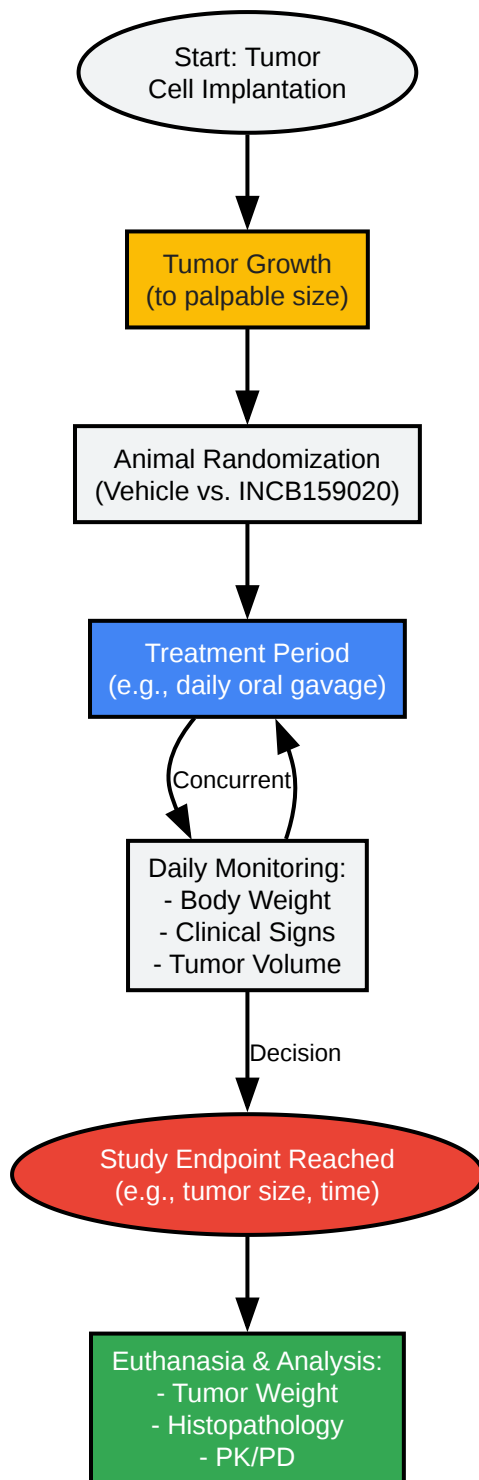 Start: Tumor
Cell Implantation
Tumor Growth
(to palpable size)
Animal Randomization
(Vehicle vs. INCB159020)
Treatment Period
(e.g., daily oral gavage)
Concurrent
Daily Monitoring:
- Body Weight
- Clinical Signs
- Tumor Volume
Decision
Study Endpoint Reached
(e.g., tumor size, time)
Euthanasia & Analysis:
- Tumor Weight
- Histopathology
- PK/PD